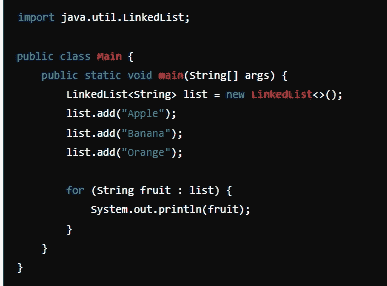 import java.util.LinkedList;

public class Main {
    public static void main(String[] args) {
        LinkedList<String> list = new LinkedList<>();
        list.add("Apple");
        list.add("Banana");
        list.add("Orange");

        for (String fruit : list) {
            System.out.println(fruit);
        }
    }
}